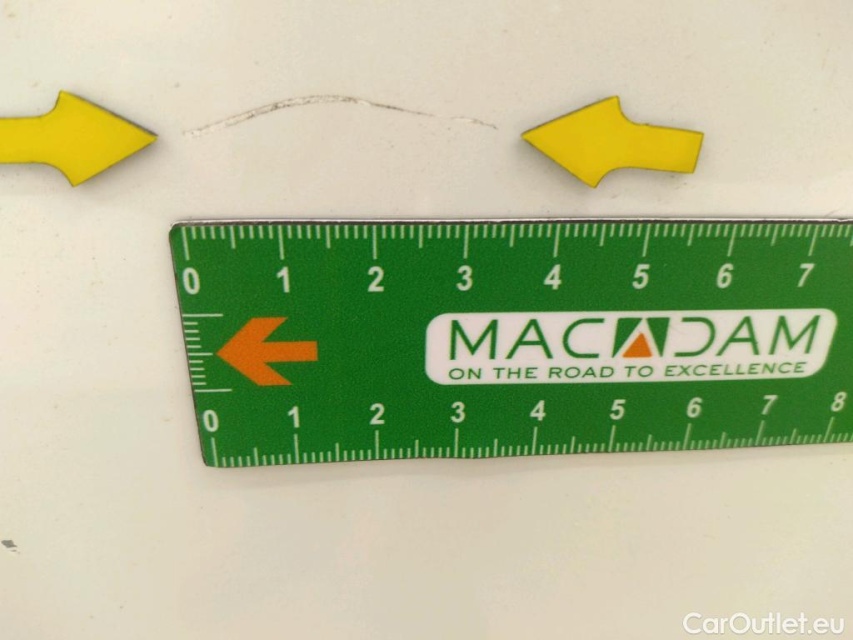 0 1 2 3 4 5 6 7
MACADAM
ON THE ROAD TO EXCELLENCE
0 1 2 3 4 5 6 7 8
CarOutlet.eu